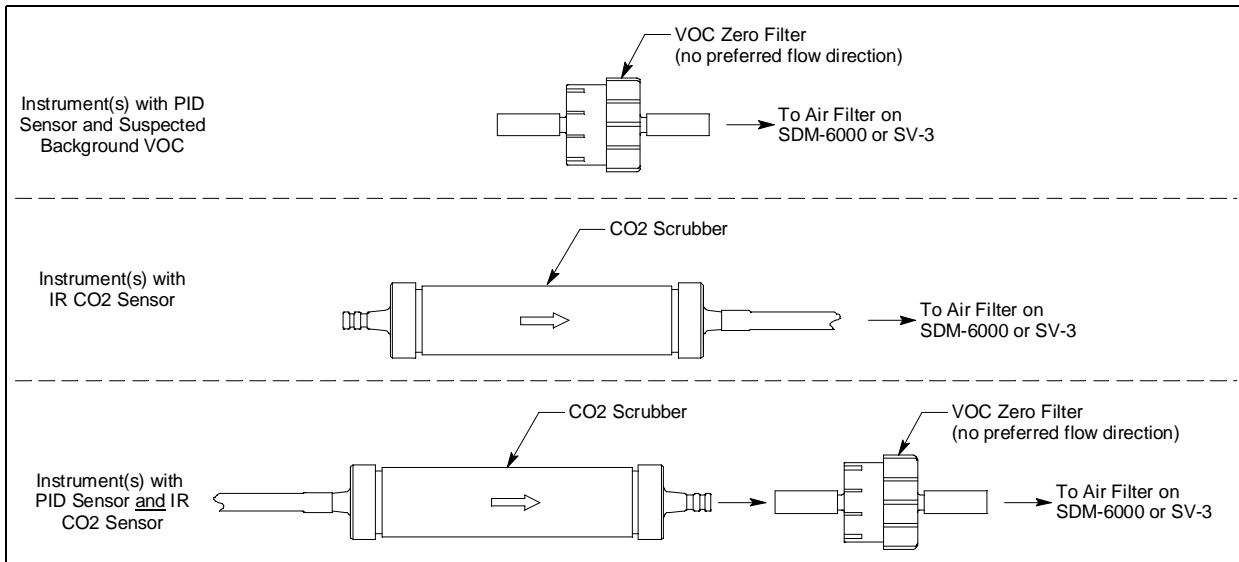 VOC Zero Filter
(no preferred flow direction)
Instrument(s) with PID
Sensor and Suspected
Background VOC
To Air Filter on
SDM-6000 or SV-3
CO2 Scrubber
Instrument(s) with
IR CO2 Sensor
To Air Filter on
SDM-6000 or SV-3
CO2 Scrubber
VOC Zero Filter
(no preferred flow direction)
Instrument(s) with
PID Sensor and IR
CO2 Sensor
To Air Filter on
SDM-6000 or SV-3